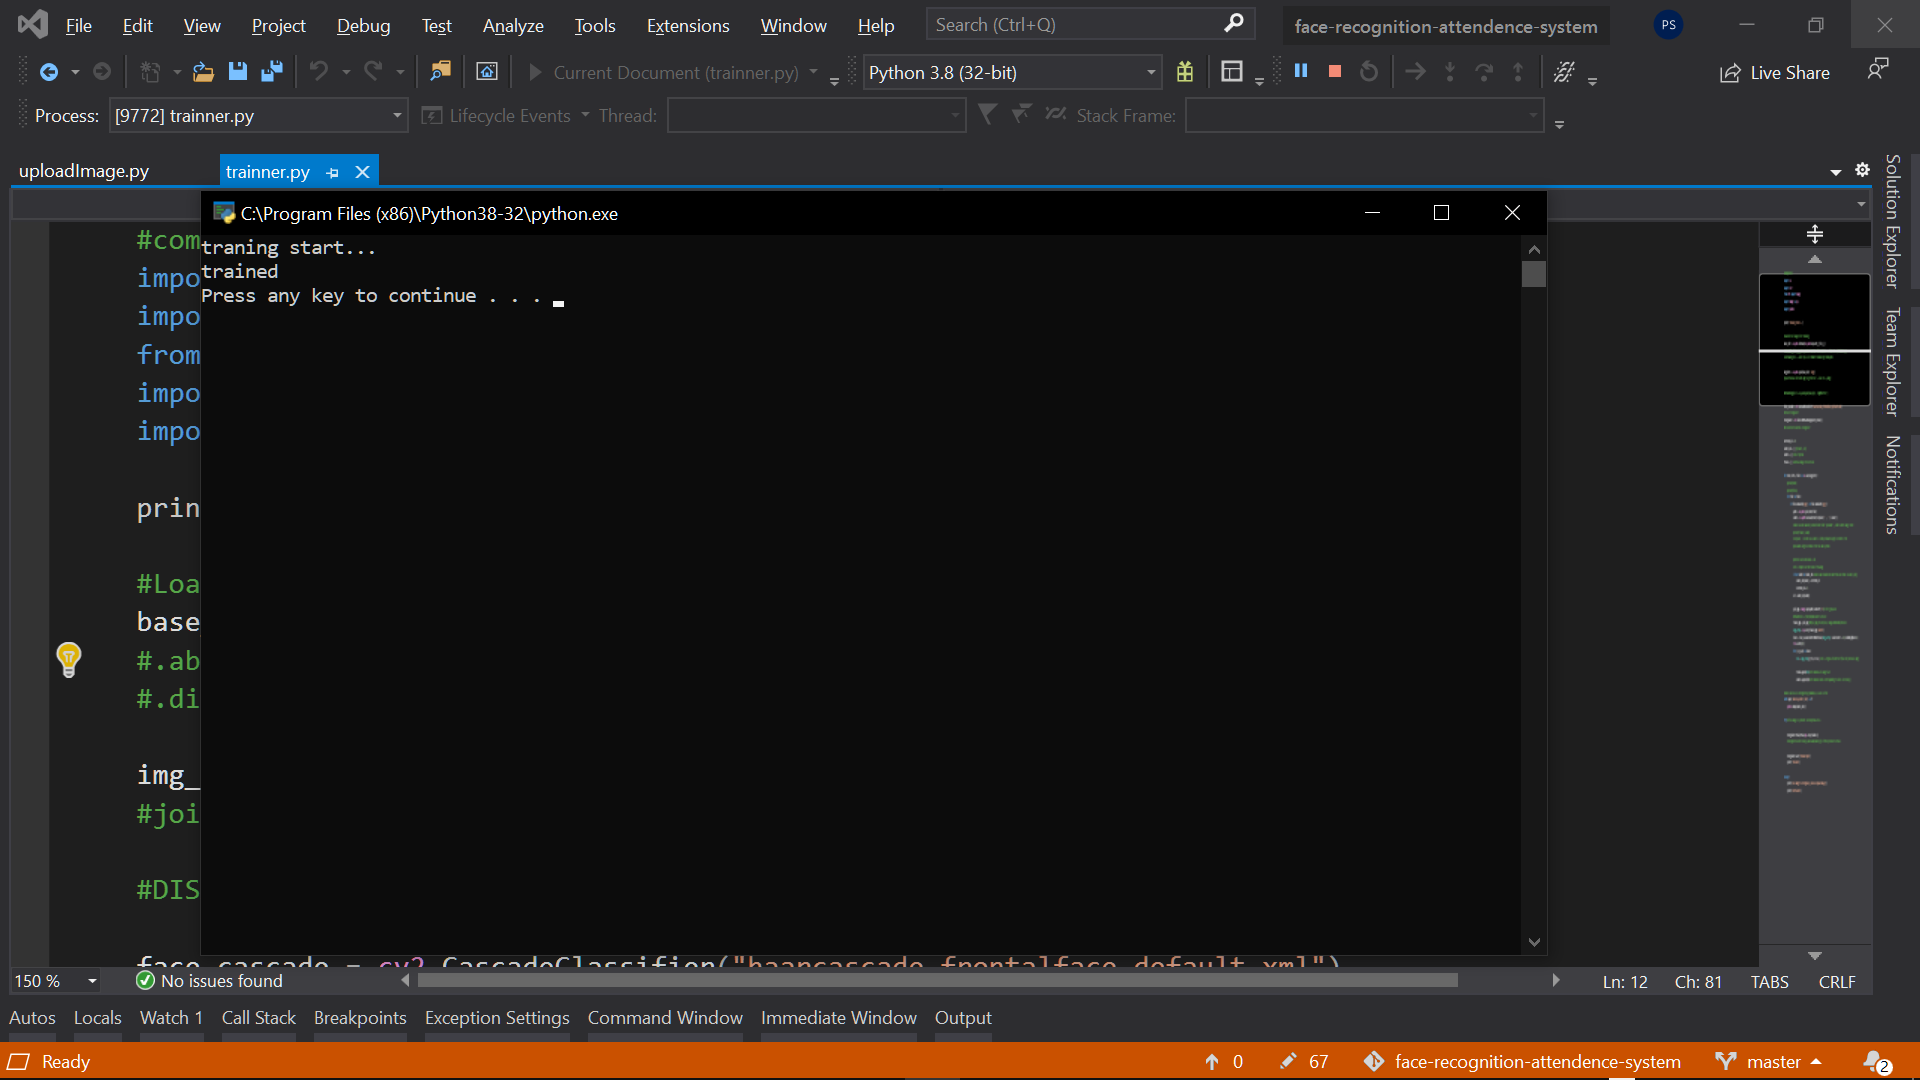 File Edit View Project Debug Test Analyze Tools Extensions Window Help Search (Ctrl+Q) face-recognition-attendence-system PS
Current Document (trainner.py) Python 3.8 (32-bit) Live Share
Process: [9772] trainner.py Lifecycle Events Thread: Stack Frame:
uploadImage.py trainner.py
C:\Program Files (x86)\Python38-32\python.exe
traning start...
trained
Press any key to continue . . .
#com
impo
impo
from
impo
impo
prin
#Loa
base
#.ab
#.di
img_
#joi
#DIS
face_cascade = cv2.CascadeClassifier("haarcascade_frontalface_default.xml")
Solution Explorer
Team Explorer
Notifications
150 % No issues found Ln: 12 Ch: 81 TABS CRLF
Autos Locals Watch 1 Call Stack Breakpoints Exception Settings Command Window Immediate Window Output
Ready 0 67 face-recognition-attendence-system master 2